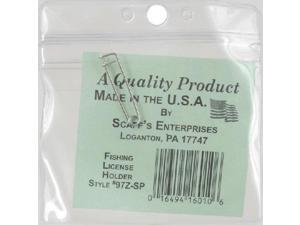 A Quality Product
MADE IN THE U.S.A.
BY
SCAFF'S ENTERPRISES
LOGANTON, PA 17747
FISHING
LICENSE
HOLDER
STYLE #97Z-SP
0 16494 16010 6